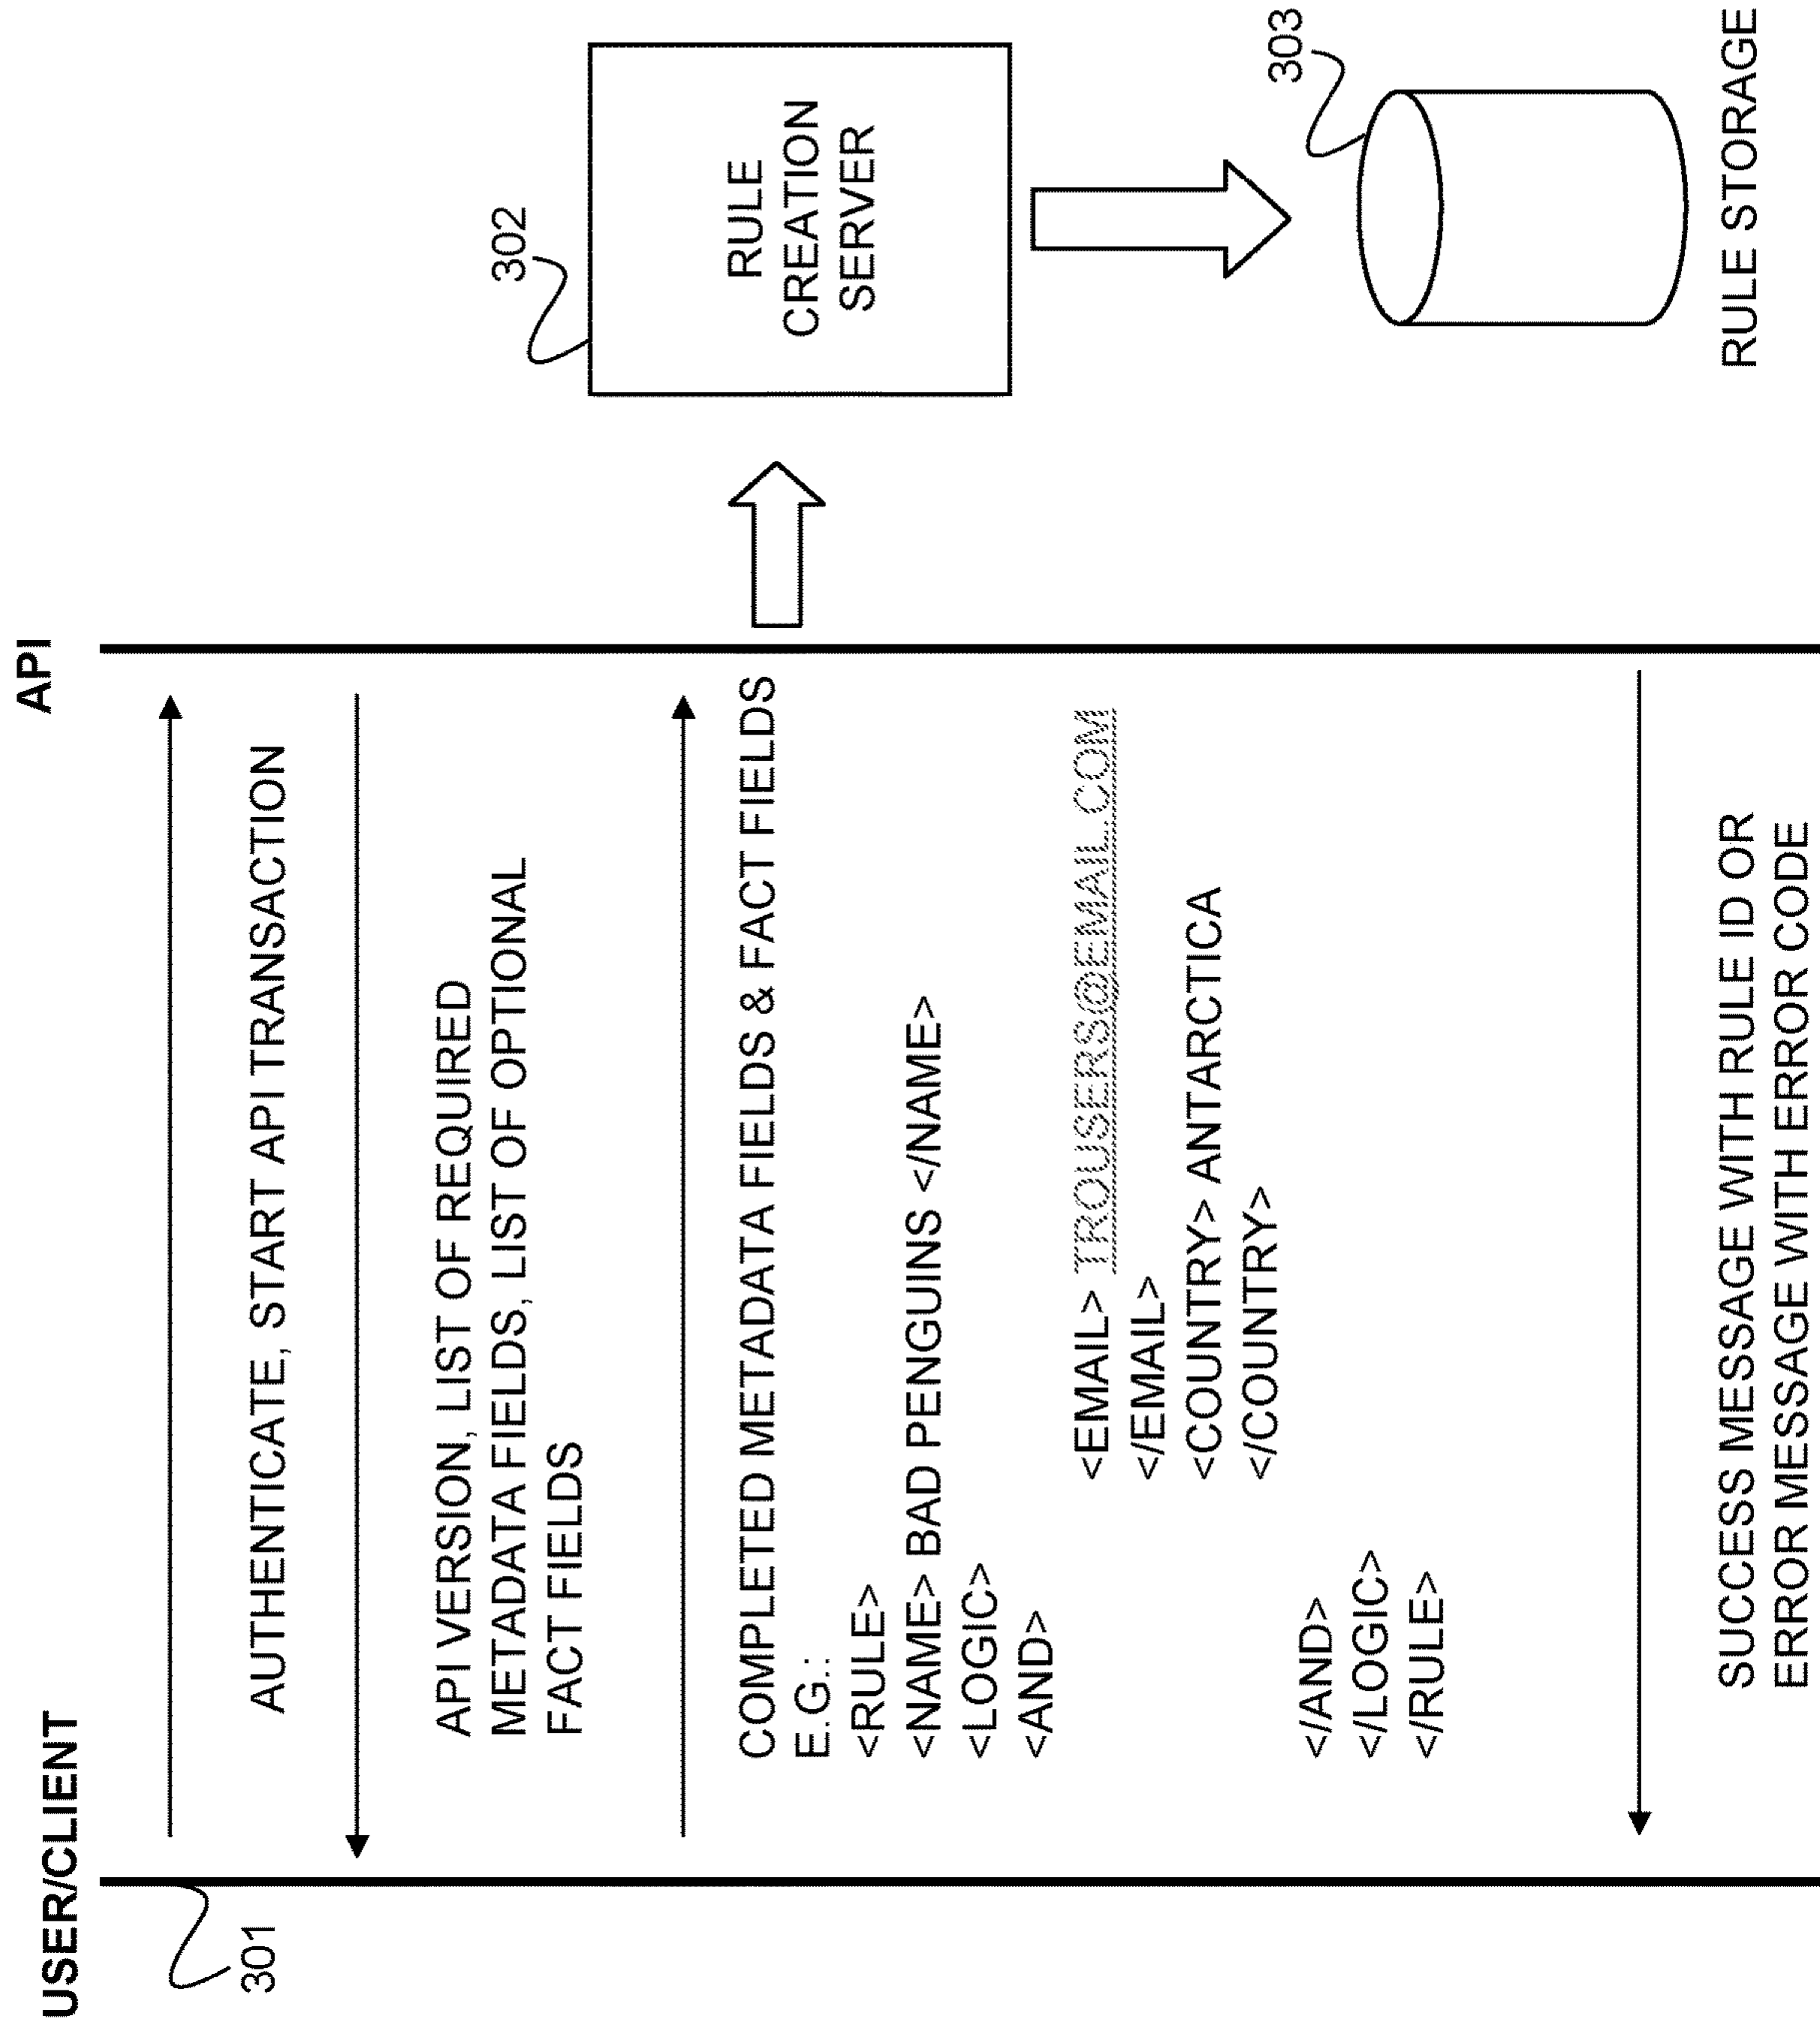 USER/CLIENT
API
301
AUTHENTICATE, START API TRANSACTION
API VERSION, LIST OF REQUIRED
METADATA FIELDS, LIST OF OPTIONAL
FACT FIELDS
COMPLETED METADATA FIELDS & FACT FIELDS
E.G.:
<RULE>
<NAME> BAD PENGUINS </NAME>
<LOGIC>
<AND>
<EMAIL> TROUSERS@EMAIL.COM
</EMAIL>
<COUNTRY> ANTARCTICA
</COUNTRY>
</AND>
</LOGIC>
</RULE>
SUCCESS MESSAGE WITH RULE ID OR
ERROR MESSAGE WITH ERROR CODE
302
RULE
CREATION
SERVER
303
RULE STORAGE